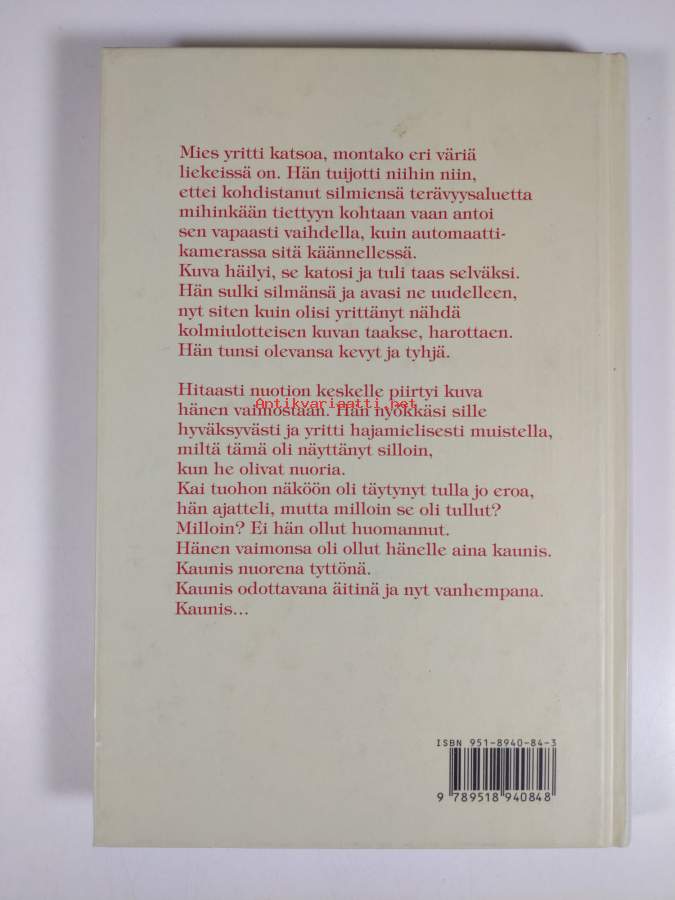 Mies yritti katsoa, montako eri väriä
liekeissä on. Hän tuijotti niihin niin,
ettei kohdistanut silmiensä terävyysaluetta
mihinkään tiettyyn kohtaan vaan antoi
sen vapaasti vaihdella, kuin automaatti-
kamerassa sitä käännellessä.
Kuva häilyi, se katosi ja tuli taas selväksi.
Hän sulki silmänsä ja avasi ne uudelleen,
nyt siten kuin olisi yrittänyt nähdä
kolmiulotteisen kuvan taakse, harottaen.
Hän tunsi olevansa kevyt ja tyhjä.
Hitaasti nuotion keskelle piirtyi kuva
Antikvariaatti.net
hänen vaimostaan. Hän nyökkäsi sille
hyväksyvästi ja yritti hajamielisesti muistella,
miltä tämä oli näyttänyt silloin,
kun he olivat nuoria.
Kai tuohon näköön oli täytynyt tulla jo eroa,
hän ajatteli, mutta milloin se oli tullut?
Milloin? Ei hän ollut huomannut.
Hänen vaimonsa oli ollut hänelle aina kaunis.
Kaunis nuorena tyttönä.
Kaunis odottavana äitinä ja nyt vanhempana.
Kaunis...
ISBN 951-8940-84-3
9 789518 940848